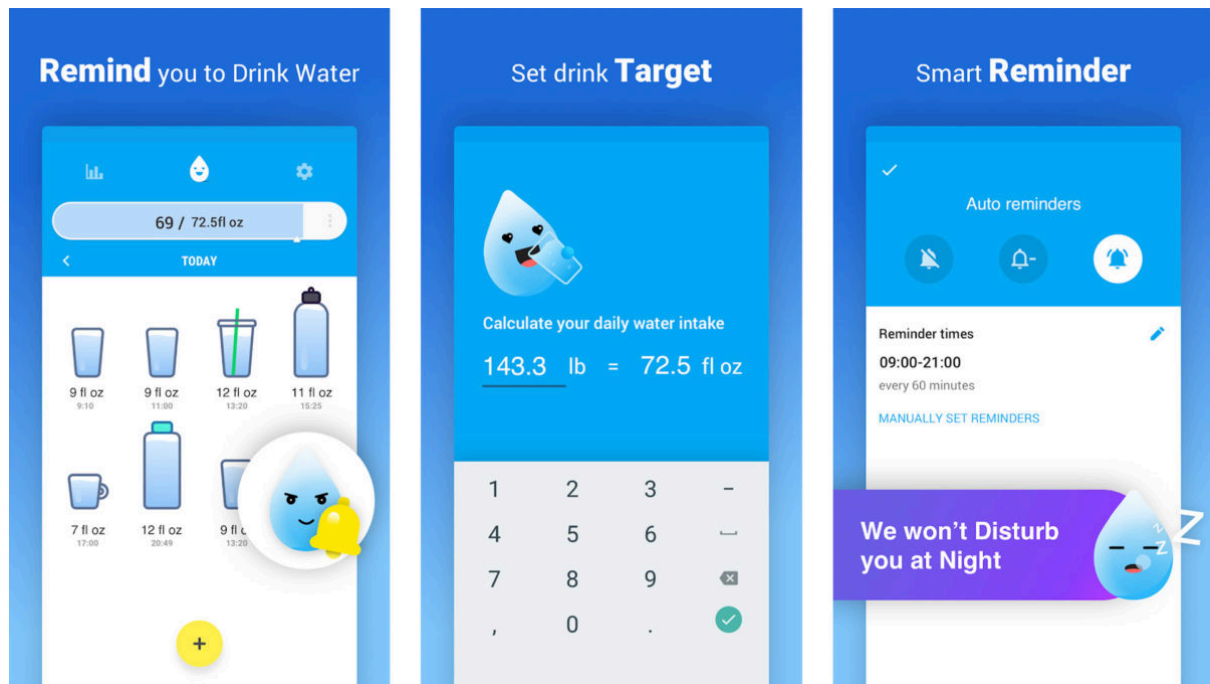 Remind you to Drink Water
69 / 72.5fl oz
TODAY
9 fl oz
9:10
9 fl oz
11:00
12 fl oz
13:20
11 fl oz
15:25
7 fl oz
17:00
12 fl oz
20:49
9 fl
13:20
+
Set drink Target
Calculate your daily water intake
143.3 lb = 72.5 fl oz
1 2 3 –
4 5 6
7 8 9
, 0 .
Smart Reminder
Auto reminders
Reminder times
09:00-21:00
every 60 minutes
MANUALLY SET REMINDERS
We won't Disturb
you at Night
z z Z